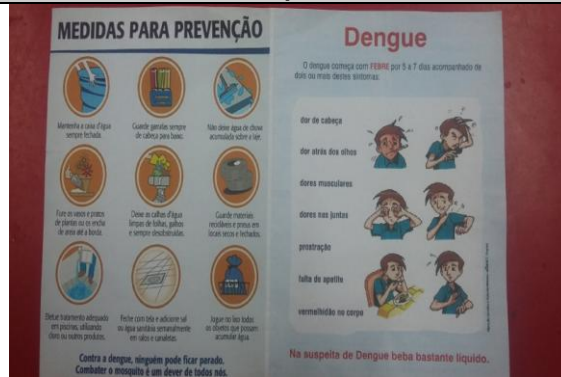 MEDIDAS PARA PREVENÇÃO
Mantenha a caixa d'água
sempre fechada.
Guarde garrafas sempre
de cabeça para baixo.
Não deixe água de chuva
acumulada sobre a laje.
Fure os vasos e pratos
de plantas ou os encha
de areia até a borda.
Deixe as calhas d'água
limpas de folhas, galhos
e sempre desobstruídas.
Guarde materiais
recicláveis e pneus em
locais secos e fechados.
Efetue tratamento adequado
em piscinas, utilizando
cloro ou outros produtos.
Feche com tela e adicione sal
ou água sanitária semanalmente
em ralos e canaletas.
Jogue no lixo todos
os objetos que possam
acumular água.
Contra a dengue, ninguém pode ficar parado.
Combater o mosquito é um dever de todos nós.
Dengue
O dengue começa com FEBRE por 5 a 7 dias acompanhado de
dois ou mais destes sintomas:
dor de cabeça
dor atrás dos olhos
dores musculares
dores nas juntas
prostração
falta de apetite
vermelhidão no corpo
Na suspeita de Dengue beba bastante líquido.